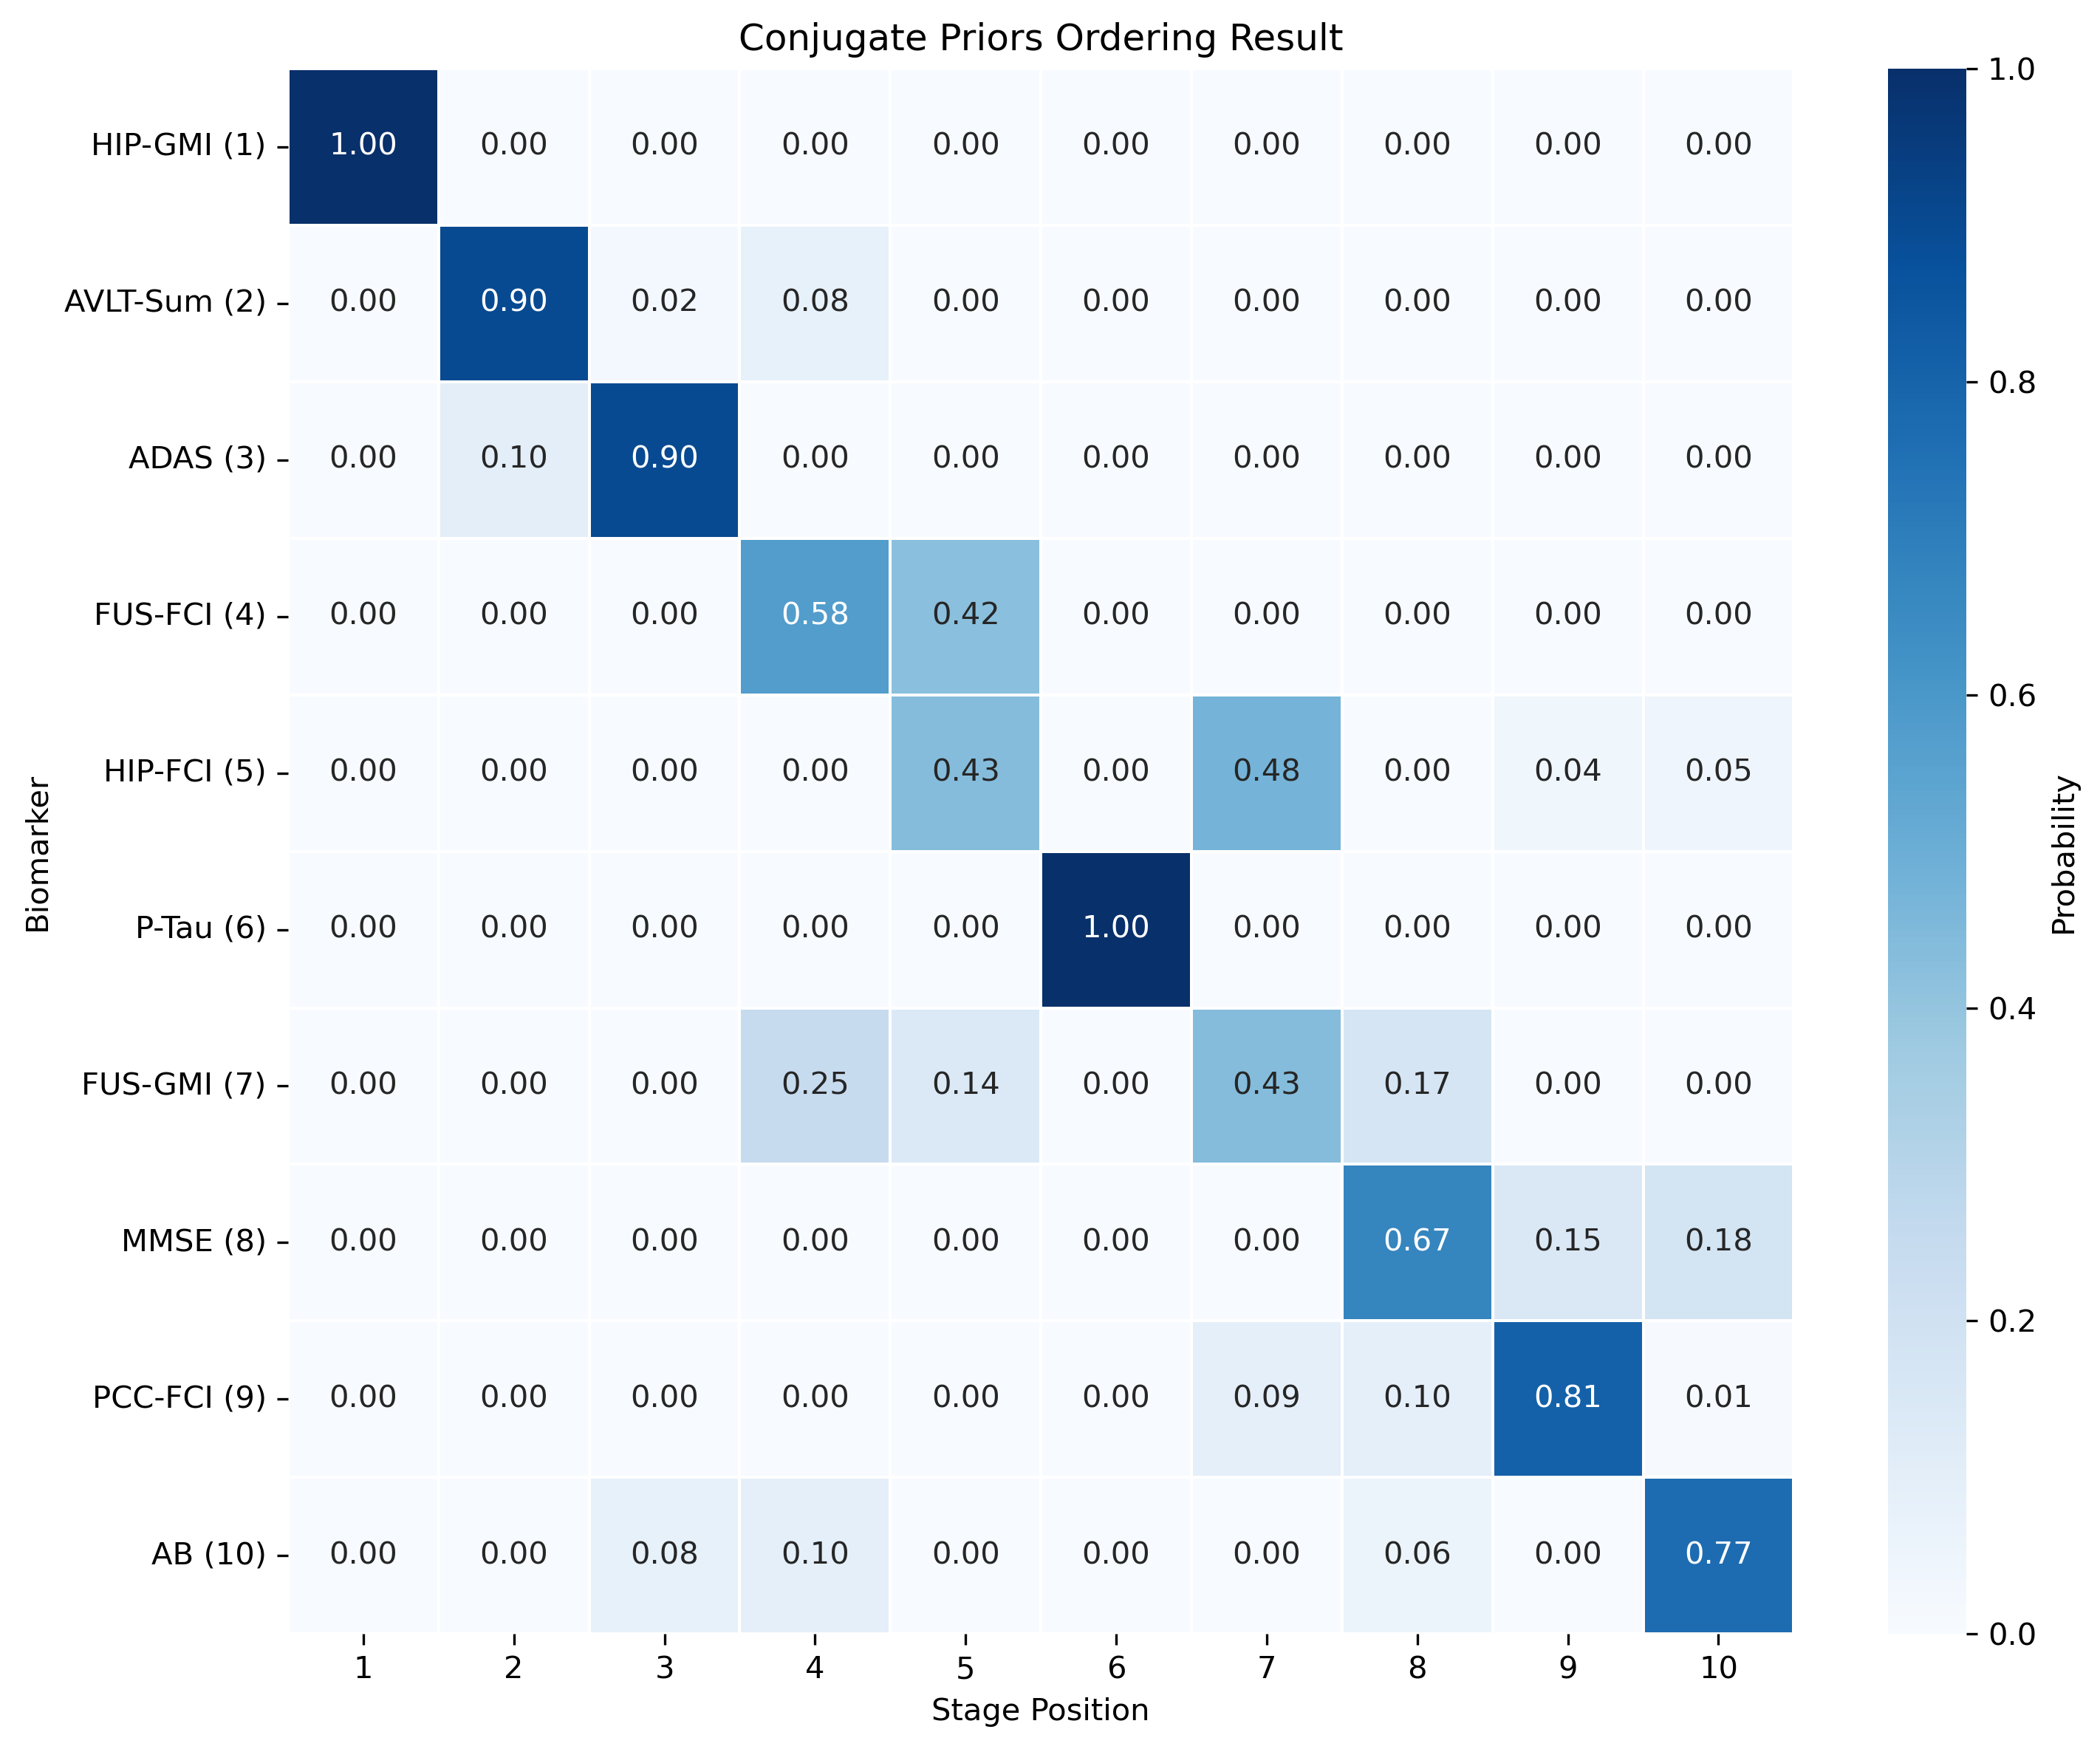 Conjugate Priors Ordering Result
HIP-GMI (1) 1.00 0.00 0.00 0.00 0.00 0.00 0.00 0.00 0.00 0.00
AVLT-Sum (2) 0.00 0.90 0.02 0.08 0.00 0.00 0.00 0.00 0.00 0.00
ADAS (3) 0.00 0.10 0.90 0.00 0.00 0.00 0.00 0.00 0.00 0.00
FUS-FCI (4) 0.00 0.00 0.00 0.58 0.42 0.00 0.00 0.00 0.00 0.00
HIP-FCI (5) 0.00 0.00 0.00 0.00 0.43 0.00 0.48 0.00 0.04 0.05
P-Tau (6) 0.00 0.00 0.00 0.00 0.00 1.00 0.00 0.00 0.00 0.00
FUS-GMI (7) 0.00 0.00 0.00 0.25 0.14 0.00 0.43 0.17 0.00 0.00
MMSE (8) 0.00 0.00 0.00 0.00 0.00 0.00 0.00 0.67 0.15 0.18
PCC-FCI (9) 0.00 0.00 0.00 0.00 0.00 0.00 0.09 0.10 0.81 0.01
AB (10) 0.00 0.00 0.08 0.10 0.00 0.00 0.00 0.06 0.00 0.77
1 2 3 4 5 6 7 8 9 10
Stage Position
Biomarker
1.0
0.8
0.6
0.4
0.2
0.0
Probability